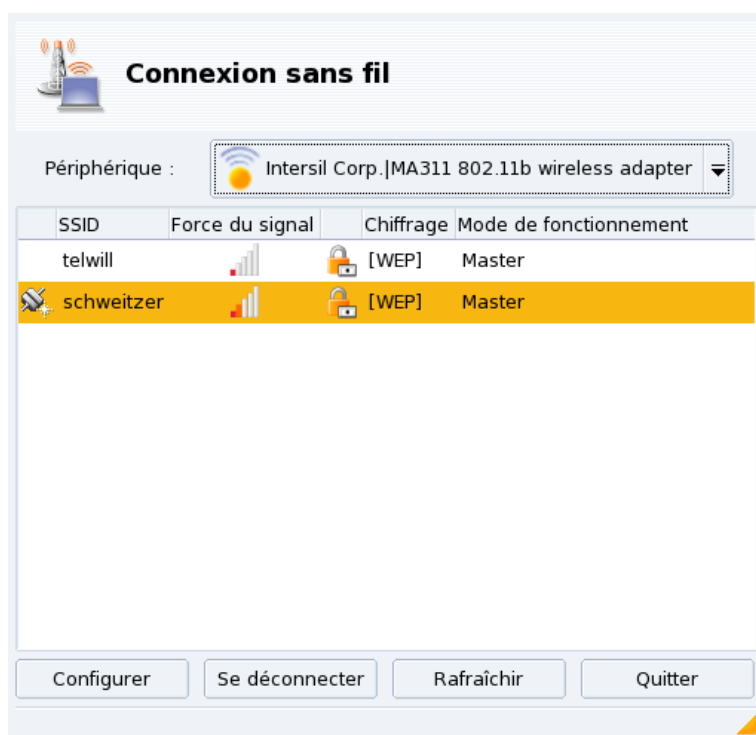 Connexion sans fil
Périphérique : Intersil Corp.|MA311 802.11b wireless adapter
SSID Force du signal Chiffrage Mode de fonctionnement
telwill [WEP] Master
schweitzer [WEP] Master
Configurer Se déconnecter Rafraîchir Quitter